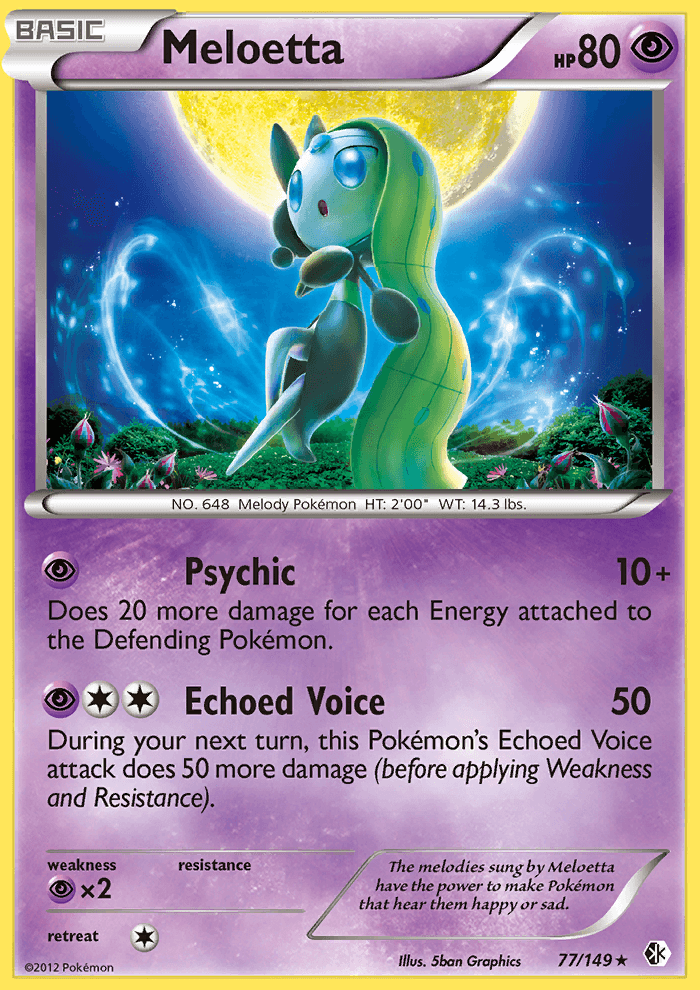 BASIC
Meloetta
HP80
NO. 648 Melody Pokémon HT: 2'00" WT: 14.3 lbs.
Psychic 10+
Does 20 more damage for each Energy attached to
the Defending Pokémon.
Echoed Voice 50
During your next turn, this Pokémon's Echoed Voice
attack does 50 more damage (before applying Weakness
and Resistance).
weakness resistance
×2
The melodies sung by Meloetta
have the power to make Pokémon
that hear them happy or sad.
retreat
©2012 Pokémon
Illus. 5ban Graphics 77/149★